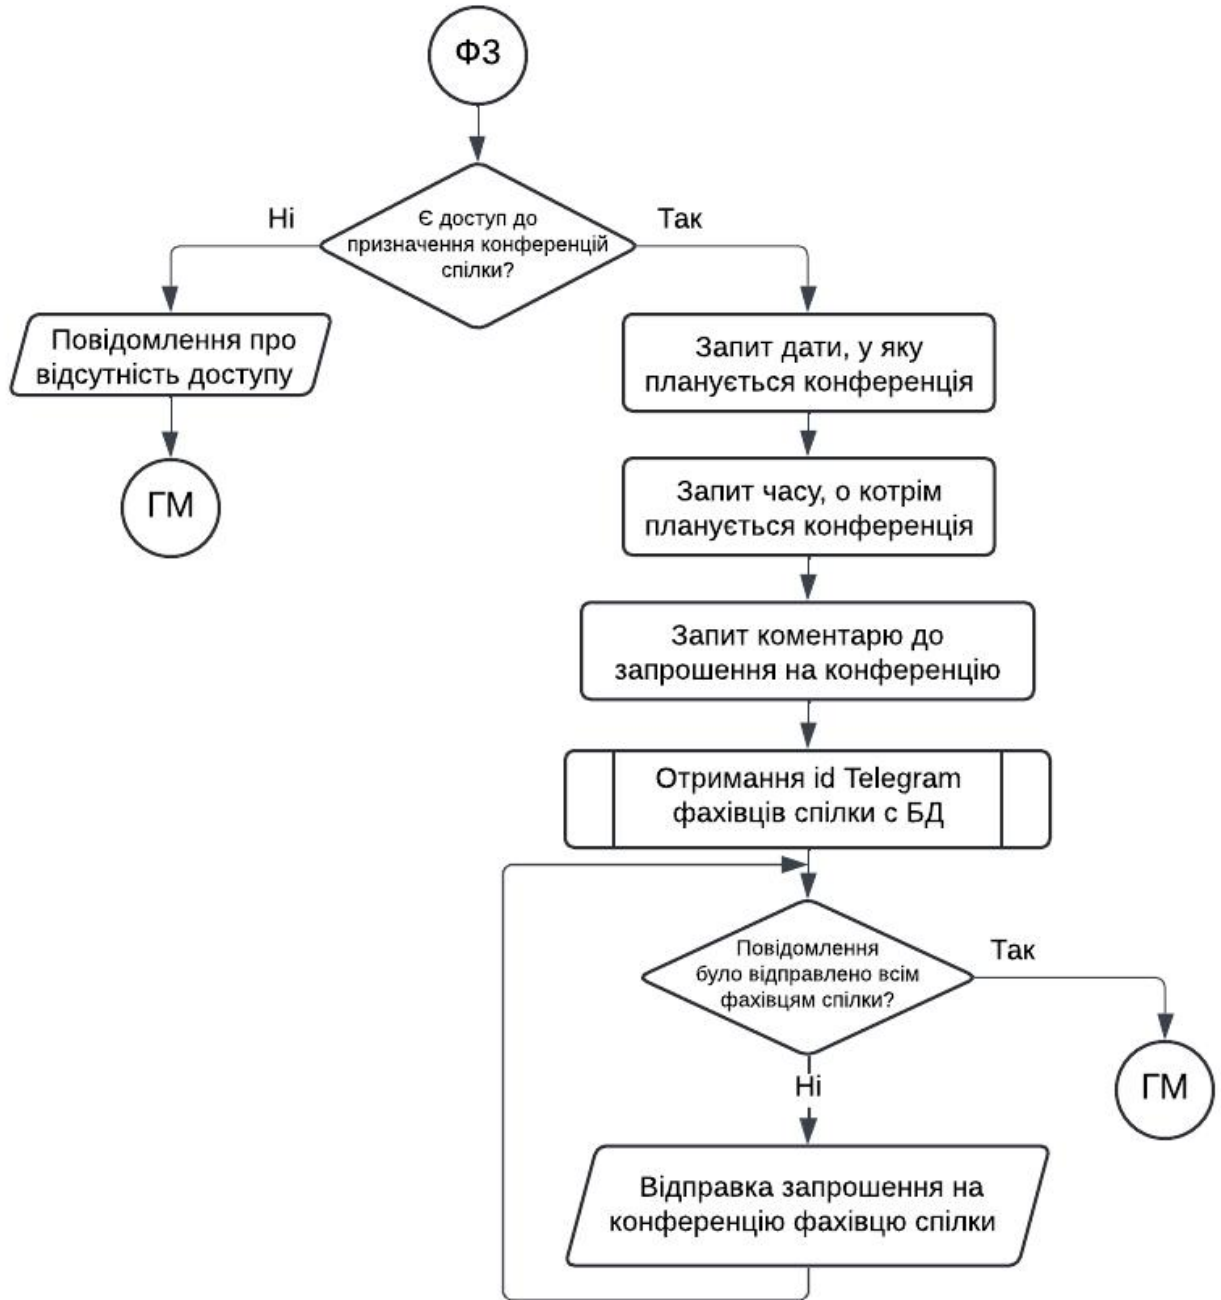 ФЗ
Є доступ до
призначення конференцій
спілки?
Ні
Так
Повідомлення про
відсутність доступу
ГМ
Запит дати, у яку
планується конференція
Запит часу, о котрім
планується конференція
Запит коментарю до
запрошення на конференцію
Отримання id Telegram
фахівців спілки с БД
Повідомлення
було відправлено всім
фахівцям спілки?
Так
ГМ
Ні
Відправка запрошення на
конференцію фахівцю спілки